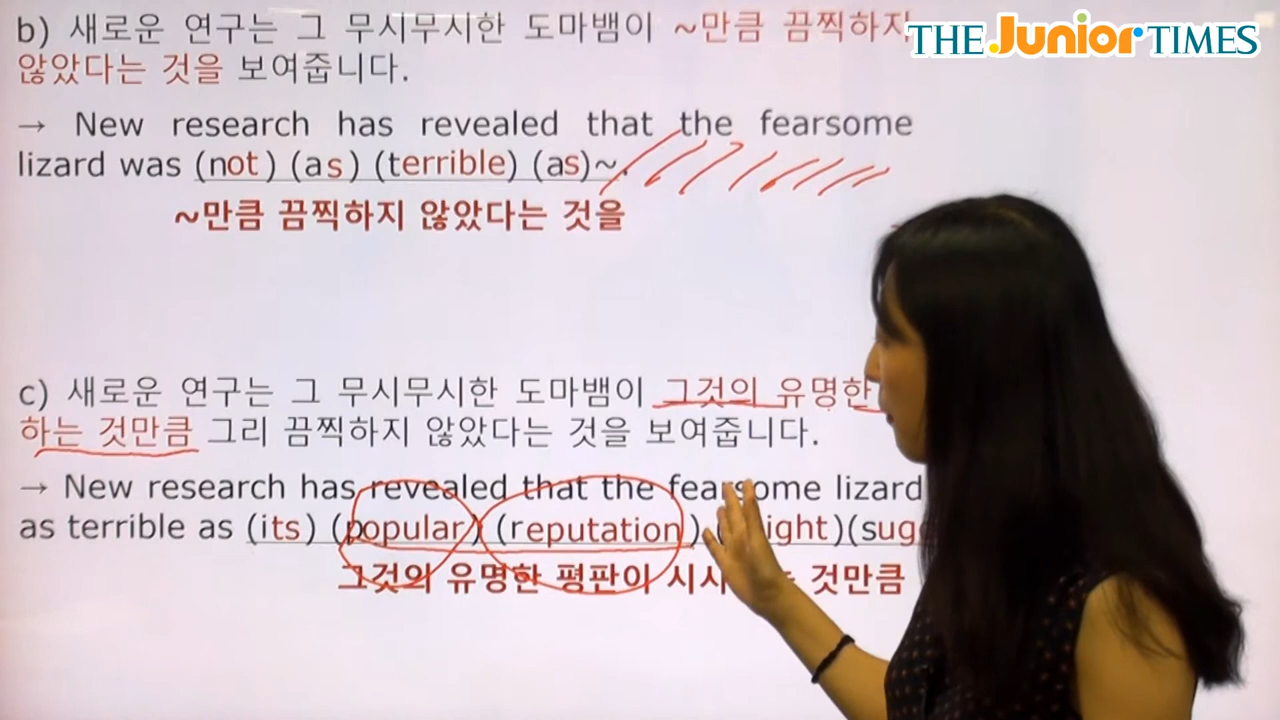 THE Junior TIMES
b) 새로운 연구는 그 무시무시한 도마뱀이 ~만큼 끔찍하지
않았다는 것을 보여줍니다.
→ New research has revealed that the fearsome
lizard was (not) (as) (terrible) (as)~.
~만큼 끔찍하지 않았다는 것을
c) 새로운 연구는 그 무시무시한 도마뱀이 그것의 유명한
하는 것만큼 그리 끔찍하지 않았다는 것을 보여줍니다.
→ New research has revealed that the fearsome lizard
as terrible as (its) (popular) (reputation) (
그것의 유명한 평판이 것만큼